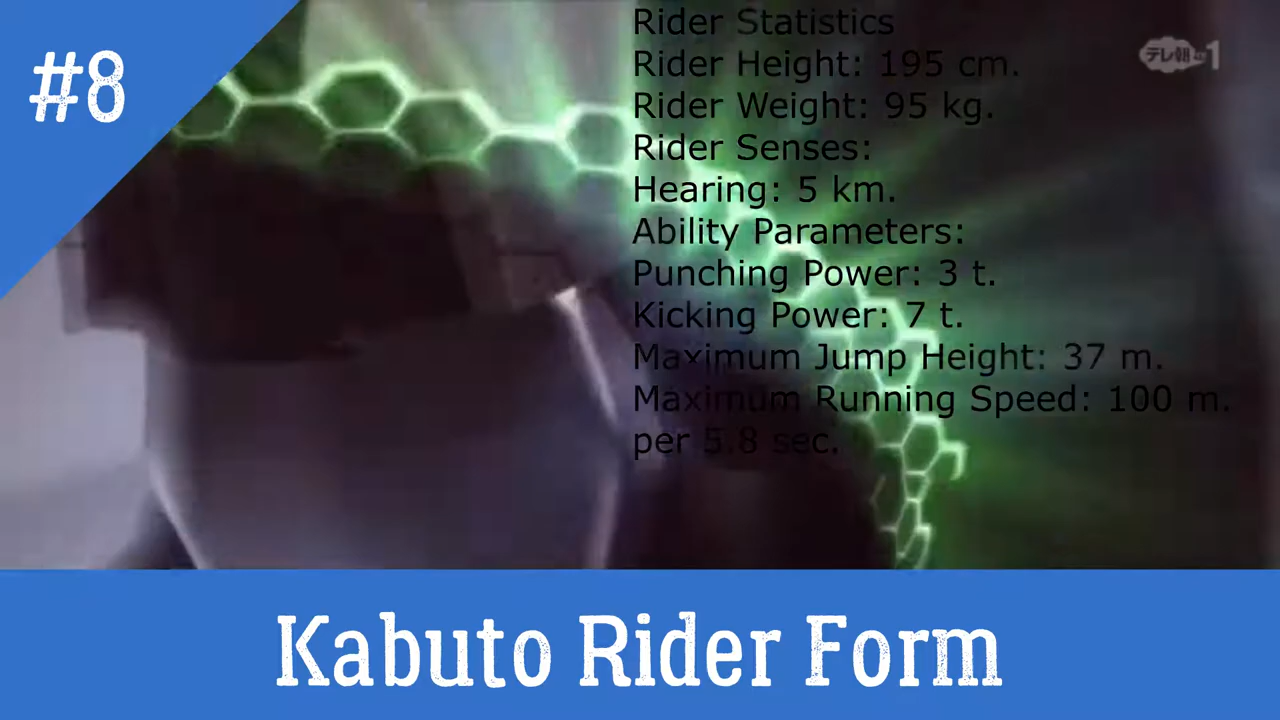 #8
Rider Statistics
Rider Height: 195 cm.
Rider Weight: 95 kg.
Rider Senses:
Hearing: 5 km.
Ability Parameters:
Punching Power: 3 t.
Kicking Power: 7 t.
Maximum Jump Height: 37 m.
Maximum Running Speed: 100 m.
per 5.8 sec.
テレ朝 1
Kabuto Rider Form